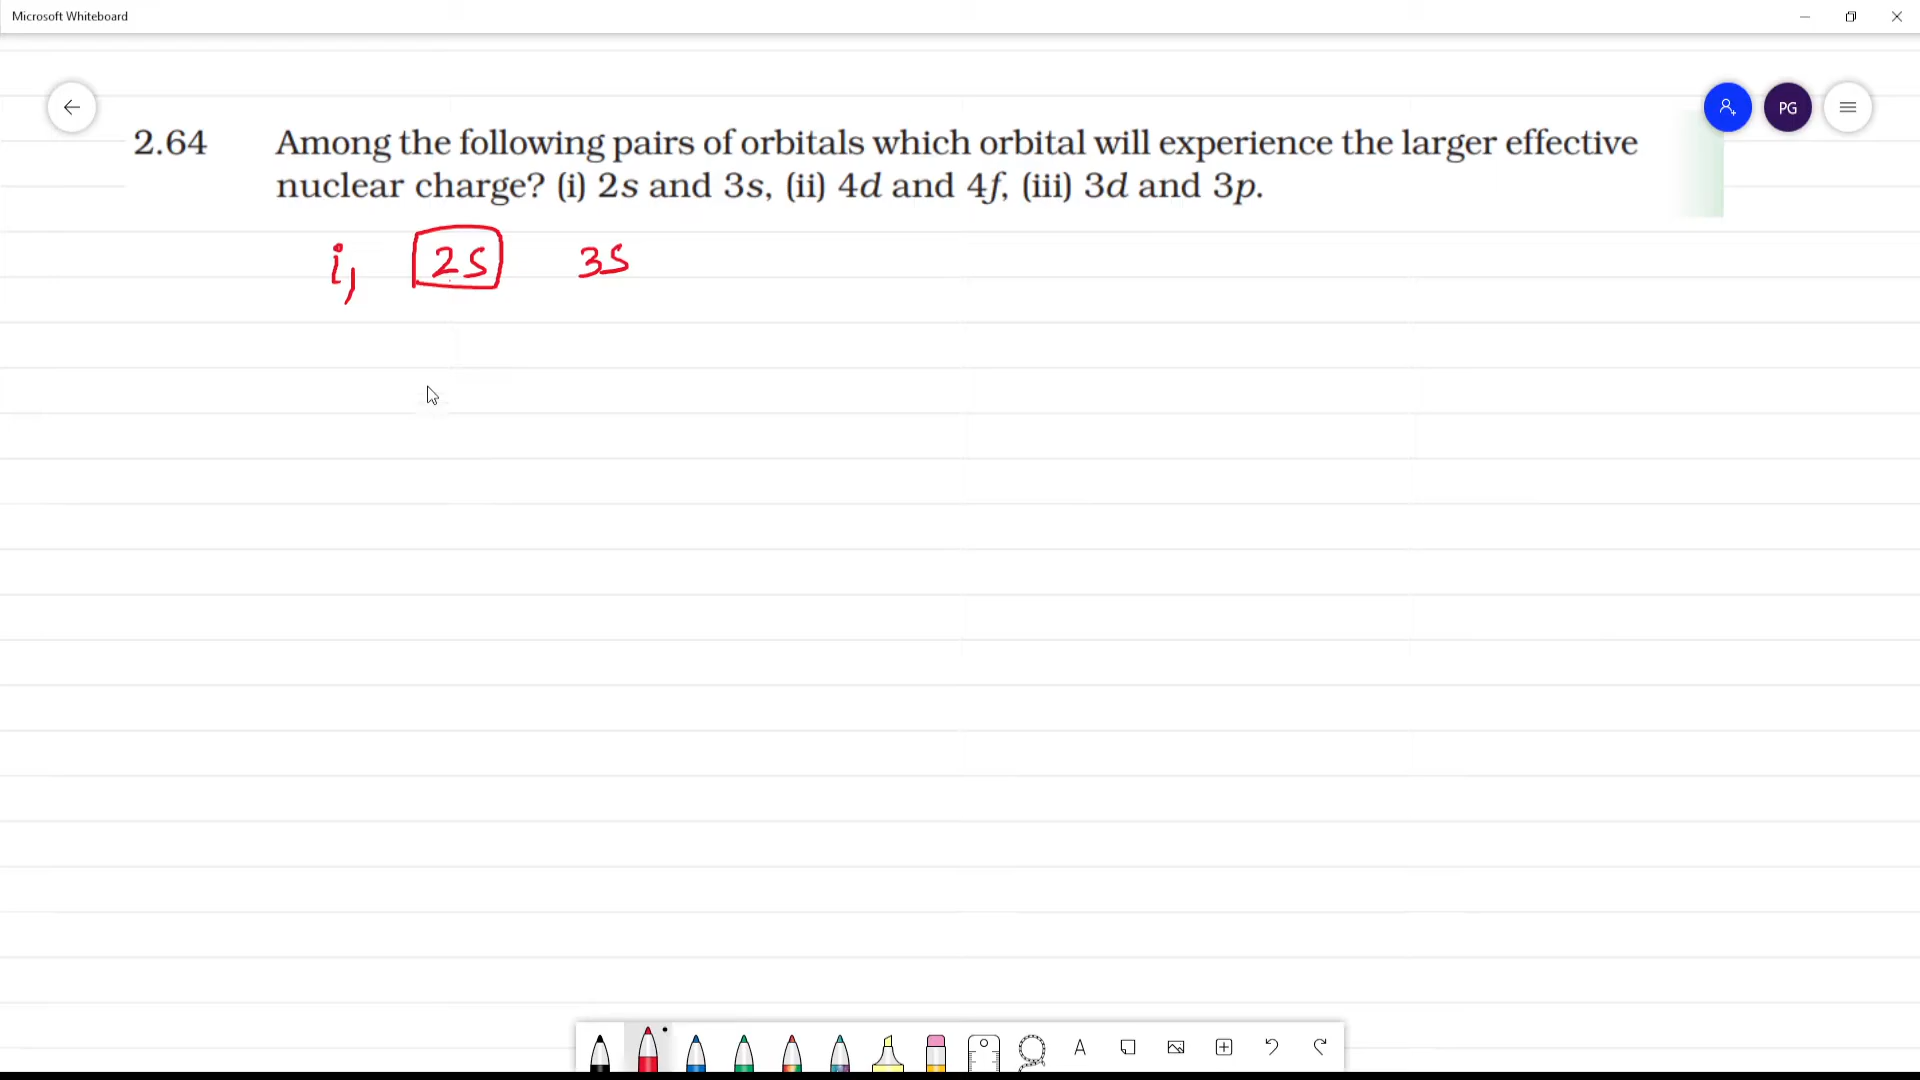 Microsoft Whiteboard
PG
2.64 Among the following pairs of orbitals which orbital will experience the larger effective
nuclear charge? (i) 2s and 3s, (ii) 4d and 4f, (iii) 3d and 3p.
i, 2s 3s
A